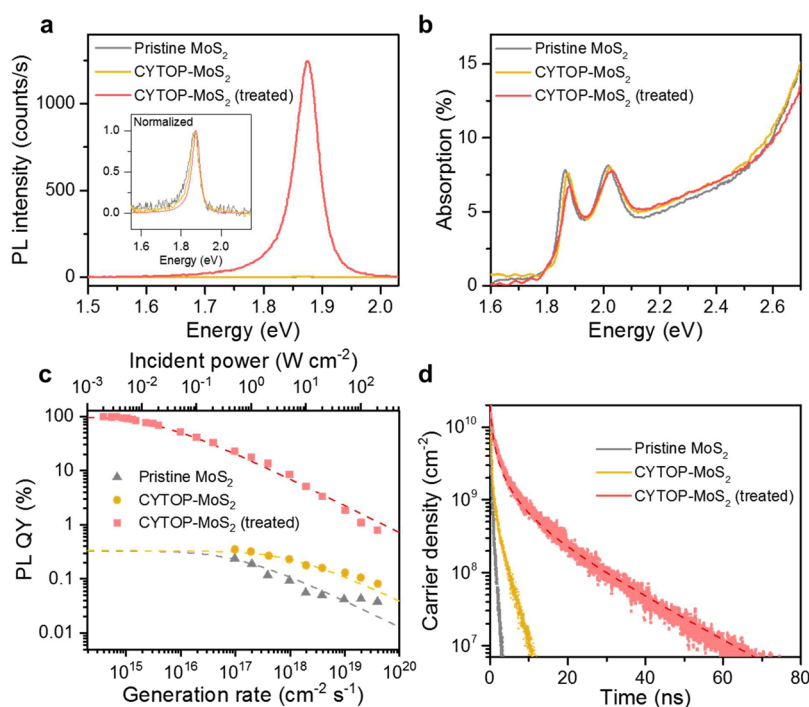 a
PL intensity (counts/s)
1000
750
500
250
0
Pristine MoS₂
CYTOP-MoS₂
CYTOP-MoS₂ (treated)
Normalized
1.0
0.5
0.0
1.6 1.8 2.0
Energy (eV)
1.5 1.6 1.7 1.8 1.9 2.0
Energy (eV)
b
Absorption (%)
15
10
5
0
Pristine MoS₂
CYTOP-MoS₂
CYTOP-MoS₂ (treated)
1.6 1.8 2.0 2.2 2.4 2.6
Energy (eV)
Incident power (W cm⁻²)
c
10⁻³ 10⁻² 10⁻¹ 10⁰ 10¹ 10²
PL QY (%)
100
10
1
0.1
0.01
Pristine MoS₂
CYTOP-MoS₂
CYTOP-MoS₂ (treated)
10¹⁵ 10¹⁶ 10¹⁷ 10¹⁸ 10¹⁹ 10²⁰
Generation rate (cm⁻² s⁻¹)
d
Carrier density (cm⁻²)
10¹⁰
10⁹
10⁸
10⁷
Pristine MoS₂
CYTOP-MoS₂
CYTOP-MoS₂ (treated)
0 20 40 60 80
Time (ns)